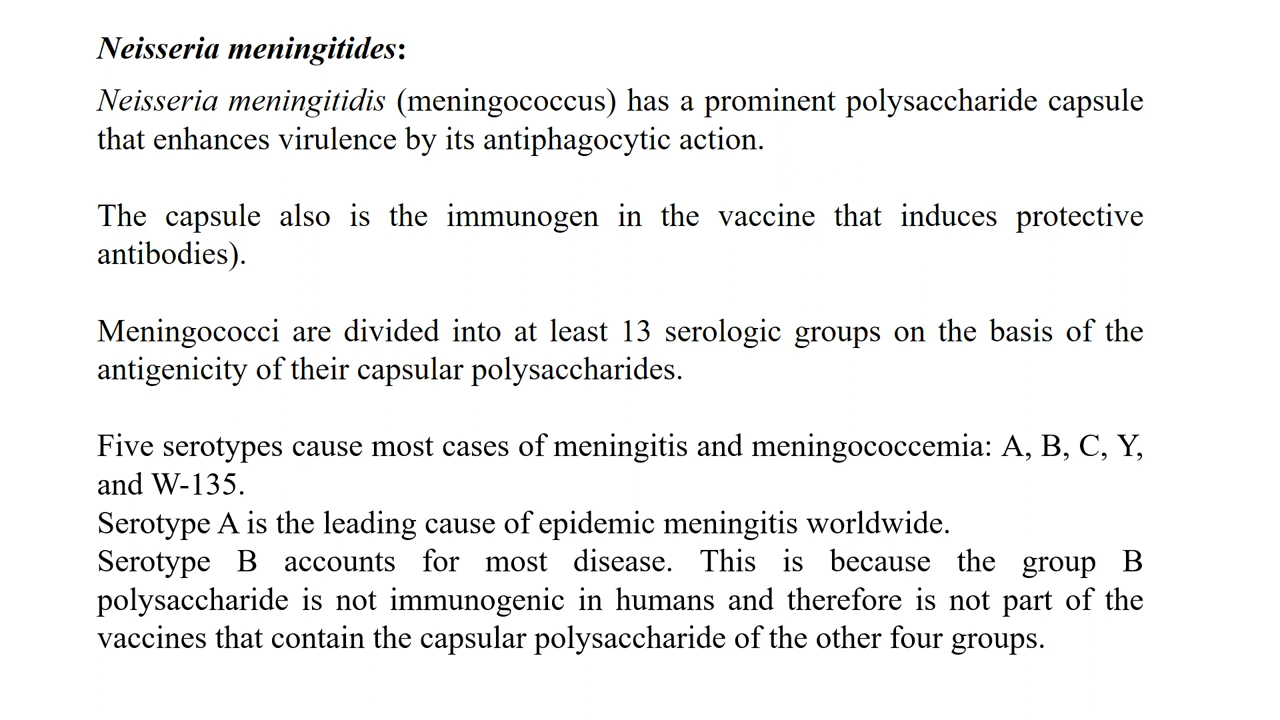 Neisseria meningitides:
Neisseria meningitidis (meningococcus) has a prominent polysaccharide capsule
that enhances virulence by its antiphagocytic action.
The capsule also is the immunogen in the vaccine that induces protective
antibodies).
Meningococci are divided into at least 13 serologic groups on the basis of the
antigenicity of their capsular polysaccharides.
Five serotypes cause most cases of meningitis and meningococcemia: A, B, C, Y,
and W-135.
Serotype A is the leading cause of epidemic meningitis worldwide.
Serotype B accounts for most disease. This is because the group B
polysaccharide is not immunogenic in humans and therefore is not part of the
vaccines that contain the capsular polysaccharide of the other four groups.